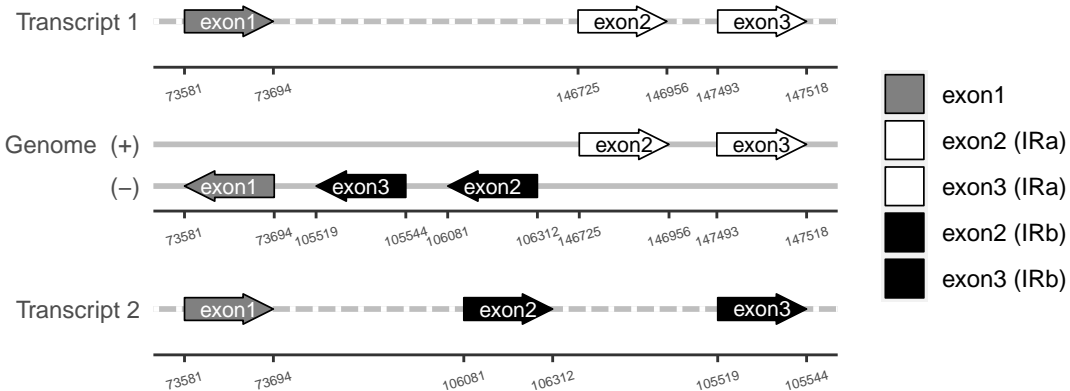 Transcript 1 exon1 exon2 exon3
73581 73694 146725 146956 147493 147518
Genome (+) exon2 exon3
(−) exon1 exon3 exon2
73581 73694 105519 105544 106081 106312 146725 146956 147493 147518
Transcript 2 exon1 exon2 exon3
73581 73694 106081 106312 105519 105544
exon1
exon2 (IRa)
exon3 (IRa)
exon2 (IRb)
exon3 (IRb)